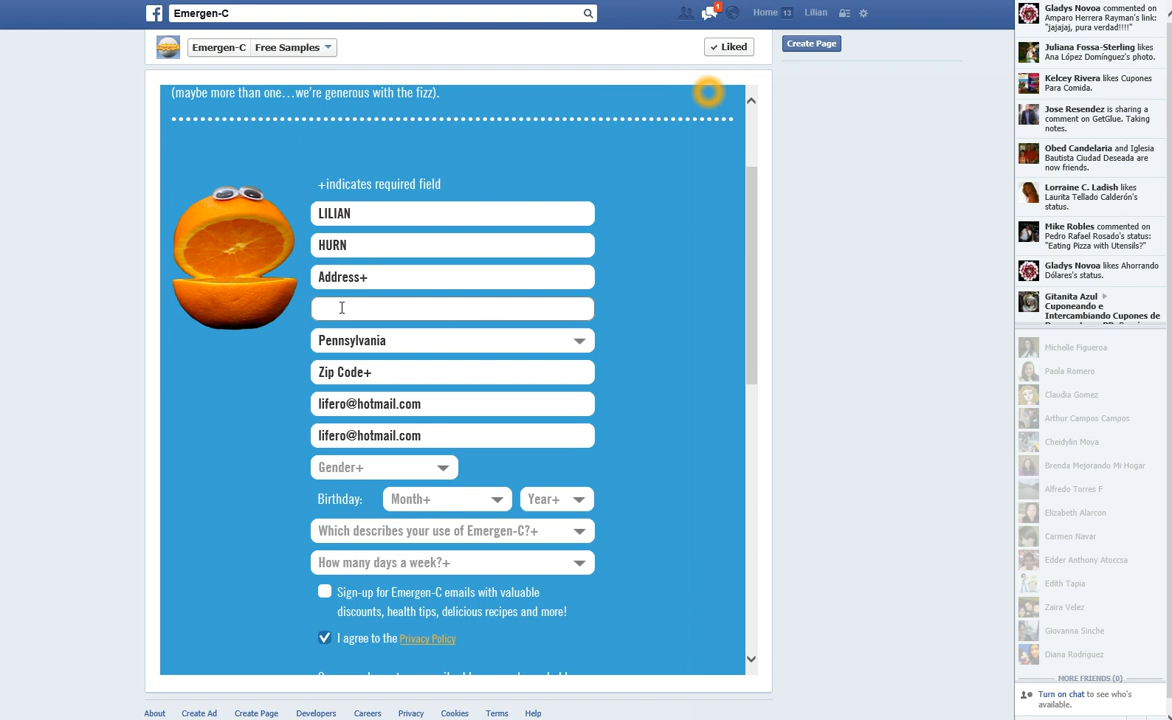 Emergen-C
1
Home 13 Lilian
Emergen-C Free Samples
✓ Liked
Create Page
(maybe more than one...we're generous with the fizz).
+indicates required field
LILIAN
HURN
Address+
Pennsylvania
Zip Code+
lifero@hotmail.com
lifero@hotmail.com
Gender+
Birthday: Month+ Year+
Which describes your use of Emergen-C?+
How many days a week?+
Sign-up for Emergen-C emails with valuable
discounts, health tips, delicious recipes and more!
I agree to the Privacy Policy
About Create Ad Create Page Developers Careers Privacy Cookies Terms Help
Gladys Novoa commented on
Amparo Herrera Rayman's link:
"jajajaj, pura verdad!!!!"
Juliana Fossa-Sterling likes
Ana López Domínguez's photo.
Kelcey Rivera likes Cupones
Para Comida.
Jose Resendez is sharing a
comment on GetGlue. Taking
notes.
Obed Candelaria and Iglesia
Bautista Ciudad Deseada are
now friends.
Lorraine C. Ladish likes
Laurita Tellado Calderón's
status.
Mike Robles commented on
Pedro Rafael Rosado's status:
"Eating Pizza with Utensils?"
Gladys Novoa likes Ahorrando
Dólares's status.
Gitanita Azul
Cuponeando e
Intercambiando Cupones de
Michelle Figueroa
Paola Romero
Claudia Gomez
Arthur Campos Campos
Cheidylin Moya
Brenda Mejorando Mi Hogar
Alfredo Torres F
Elizabeth Alarcon
Carmen Navar
Edder Anthony Atoccsa
Edith Tapia
Zaira Velez
Giovanna Sinche
Diana Rodriguez
MORE FRIENDS (0)
Turn on chat to see who's
available.